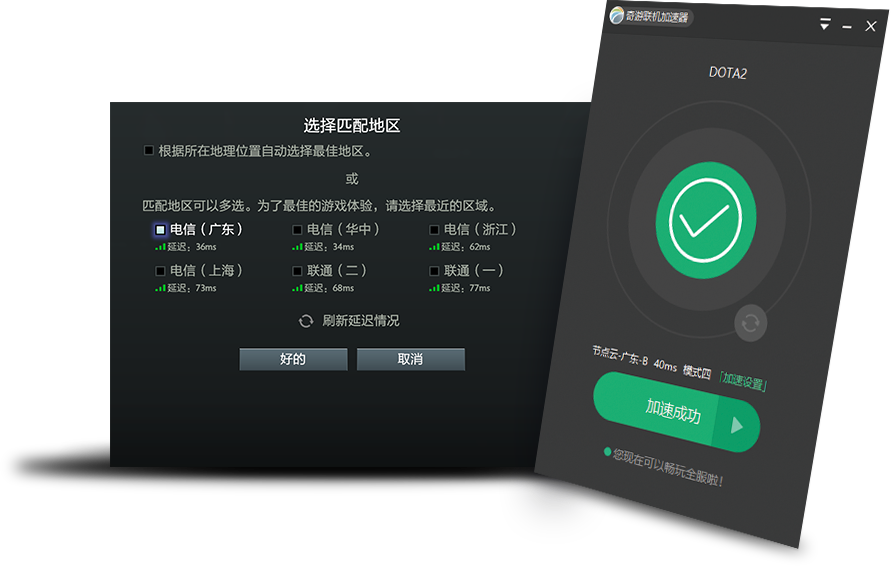 选择匹配地区
根据所在地理位置自动选择最佳地区。
或
匹配地区可以多选。为了最佳的游戏体验，请选择最近的区域。
电信（广东） 电信（华中） 电信（浙江）
延迟：36ms 延迟：34ms 延迟：62ms
电信（上海） 联通（二） 联通（一）
延迟：73ms 延迟：68ms 延迟：77ms
刷新延迟情况
好的 取消
奇游联机加速器
DOTA2
节点云-广东-B 40ms 模式四 「加速设置」
加速成功
您现在可以畅玩全服啦！